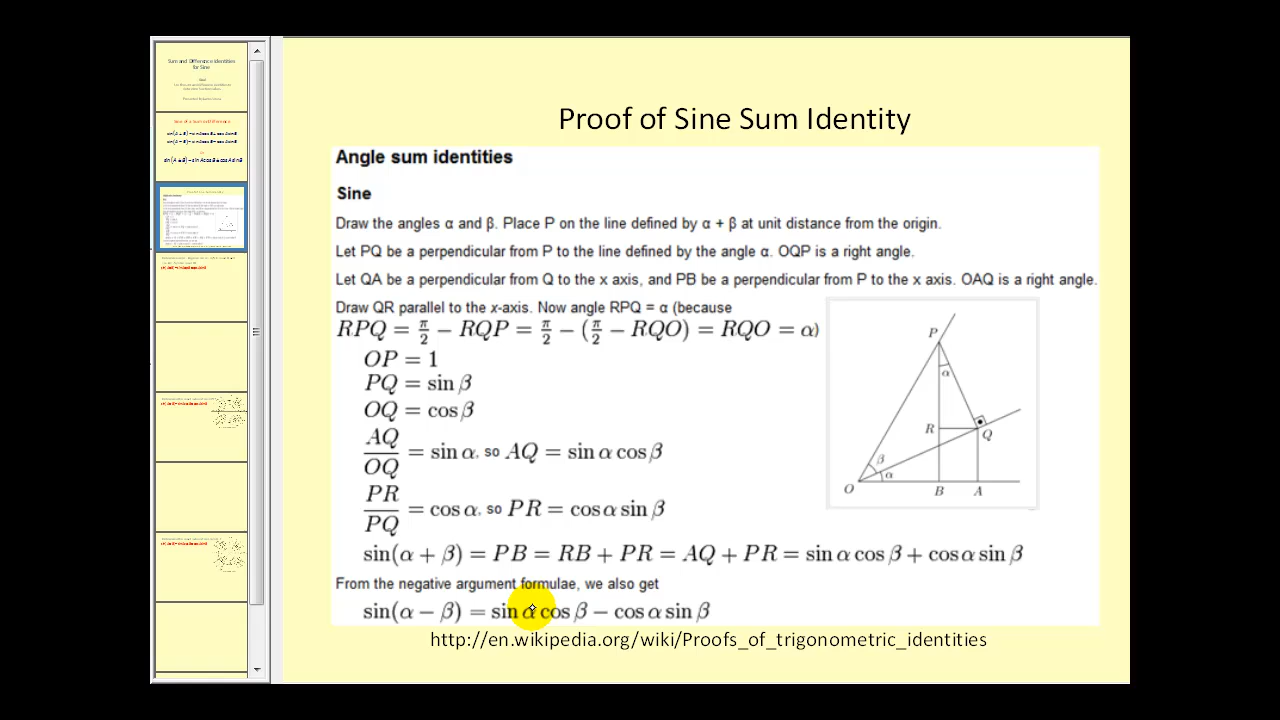 Sum and Difference Identities
for Sine
Proof of Sine Sum Identity
Angle sum identities
Sine
Draw the angles α and β. Place P on the line defined by α + β at unit distance from the origin.
Let PQ be a perpendicular from P to the line defined by the angle α. OQP is a right angle.
Let QA be a perpendicular from Q to the x axis, and PB be a perpendicular from P to the x axis. OAQ is a right angle.
Draw QR parallel to the x-axis. Now angle RPQ = α (because
RPQ = π/2 − RQP = π/2 − (π/2 − RQO) = RQO = α)
OP = 1
PQ = sin β
OQ = cos β
AQ/OQ = sin α, so AQ = sin α cos β
PR/PQ = cos α, so PR = cos α sin β
sin(α + β) = PB = RB + PR = AQ + PR = sin α cos β + cos α sin β
From the negative argument formulae, we also get
sin(α − β) = sin α cos β − cos α sin β
P
α
R
Q
β
α
O
B
A
http://en.wikipedia.org/wiki/Proofs_of_trigonometric_identities